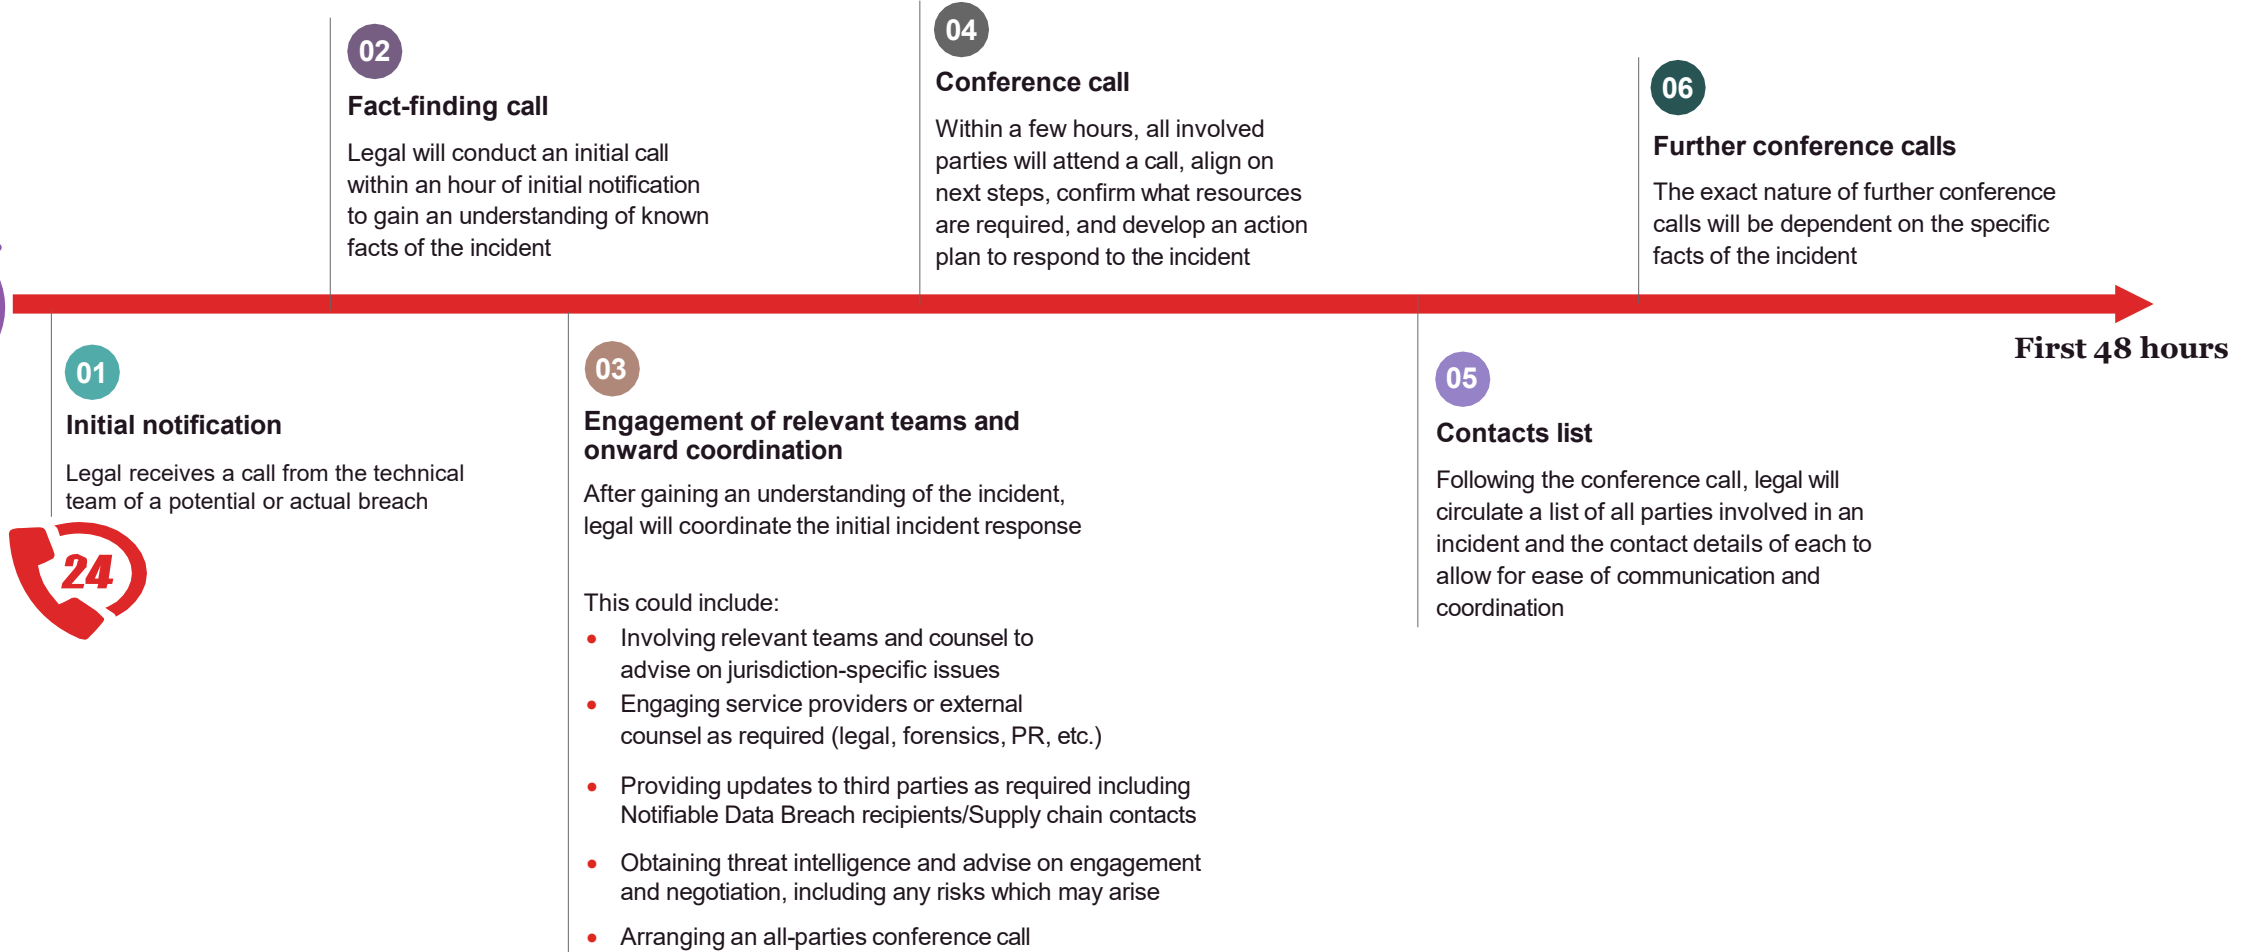 01
Initial notification
Legal receives a call from the technical
team of a potential or actual breach
24
02
Fact-finding call
Legal will conduct an initial call
within an hour of initial notification
to gain an understanding of known
facts of the incident
03
Engagement of relevant teams and
onward coordination
After gaining an understanding of the incident,
legal will coordinate the initial incident response
This could include:
• Involving relevant teams and counsel to
advise on jurisdiction-specific issues
• Engaging service providers or external
counsel as required (legal, forensics, PR, etc.)
• Providing updates to third parties as required including
Notifiable Data Breach recipients/Supply chain contacts
• Obtaining threat intelligence and advise on engagement
and negotiation, including any risks which may arise
• Arranging an all-parties conference call
04
Conference call
Within a few hours, all involved
parties will attend a call, align on
next steps, confirm what resources
are required, and develop an action
plan to respond to the incident
05
Contacts list
Following the conference call, legal will
circulate a list of all parties involved in an
incident and the contact details of each to
allow for ease of communication and
coordination
06
Further conference calls
The exact nature of further conference
calls will be dependent on the specific
facts of the incident
First 48 hours